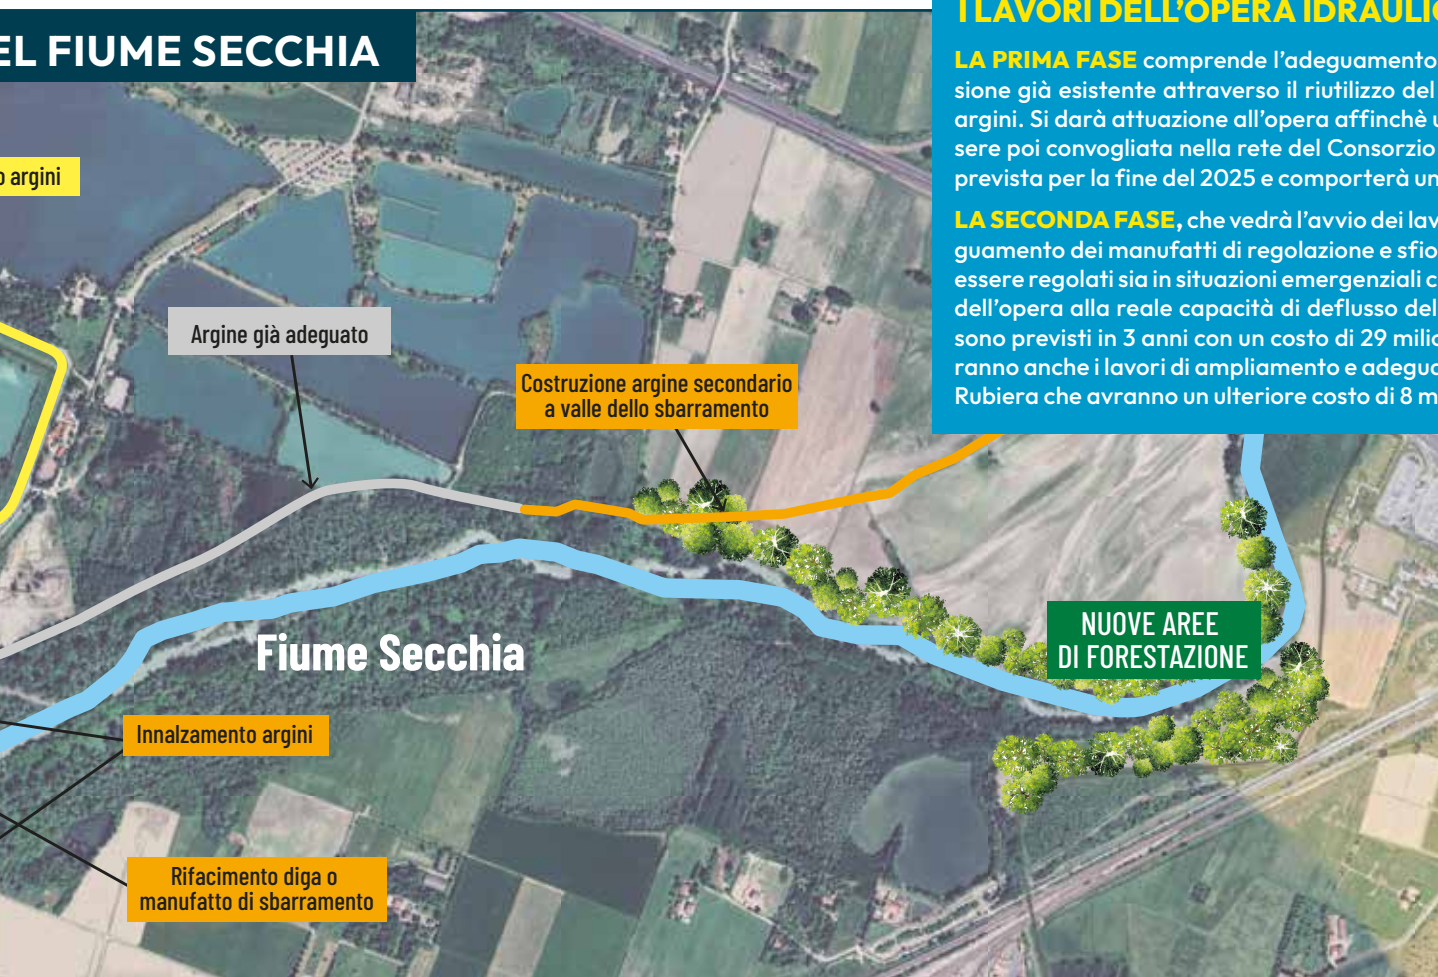 EL FIUME SECCHIA
o argini
Argine già adeguato
Costruzione argine secondario
a valle dello sbarramento
Fiume Secchia
Innalzamento argini
Rifacimento diga o
manufatto di sbarramento
NUOVE AREE
DI FORESTAZIONE
I LAVORI DELL'OPERA IDRAULIC
LA PRIMA FASE comprende l'adeguamento
sione già esistente attraverso il riutilizzo del
argini. Si darà attuazione all'opera affinchè u
sere poi convogliata nella rete del Consorzio
prevista per la fine del 2025 e comporterà un
LA SECONDA FASE, che vedrà l'avvio dei lav
guamento dei manufatti di regolazione e sfio
essere regolati sia in situazioni emergenziali c
dell'opera alla reale capacità di deflusso del
sono previsti in 3 anni con un costo di 29 milio
ranno anche i lavori di ampliamento e adegua
Rubiera che avranno un ulteriore costo di 8 m